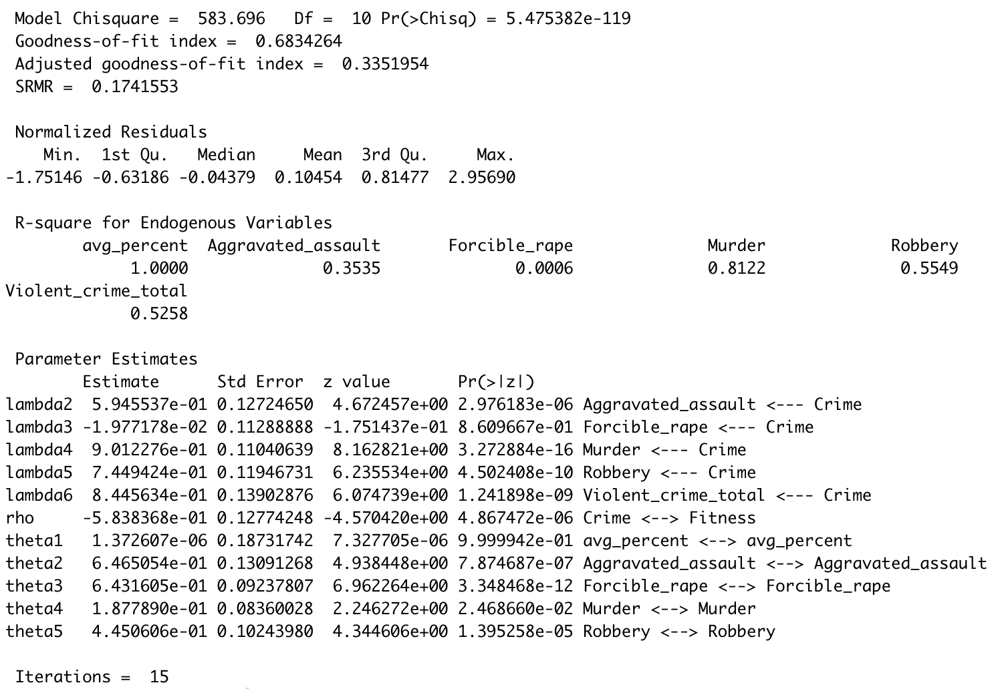 Model Chisquare =  583.696   Df =  10 Pr(>Chisq) = 5.475382e-119
Goodness-of-fit index =  0.6834264
Adjusted goodness-of-fit index =  0.3351954
SRMR =  0.1741553
Normalized Residuals
Min.  1st Qu.   Median     Mean  3rd Qu.     Max.
-1.75146 -0.63186 -0.04379  0.10454  0.81477  2.95690
R-square for Endogenous Variables
avg_percent  Aggravated_assault       Forcible_rape              Murder             Robbery
1.0000              0.3535              0.0006              0.8122              0.5549
Violent_crime_total
0.5258
Parameter Estimates
Estimate      Std Error  z value       Pr(>|z|)
lambda2  5.945537e-01 0.12724650  4.672457e+00 2.976183e-06 Aggravated_assault <--- Crime
lambda3 -1.977178e-02 0.11288888 -1.751437e-01 8.609667e-01 Forcible_rape <--- Crime
lambda4  9.012276e-01 0.11040639  8.162821e+00 3.272884e-16 Murder <--- Crime
lambda5  7.449424e-01 0.11946731  6.235534e+00 4.502408e-10 Robbery <--- Crime
lambda6  8.445634e-01 0.13902876  6.074739e+00 1.241898e-09 Violent_crime_total <--- Crime
rho     -5.838368e-01 0.12774248 -4.570420e+00 4.867472e-06 Crime <--> Fitness
theta1   1.372607e-06 0.18731742  7.327705e-06 9.999942e-01 avg_percent <--> avg_percent
theta2   6.465054e-01 0.13091268  4.938448e+00 7.874687e-07 Aggravated_assault <--> Aggravated_assault
theta3   6.431605e-01 0.09237807  6.962264e+00 3.348468e-12 Forcible_rape <--> Forcible_rape
theta4   1.877890e-01 0.08360028  2.246272e+00 2.468660e-02 Murder <--> Murder
theta5   4.450606e-01 0.10243980  4.344606e+00 1.395258e-05 Robbery <--> Robbery
Iterations =  15